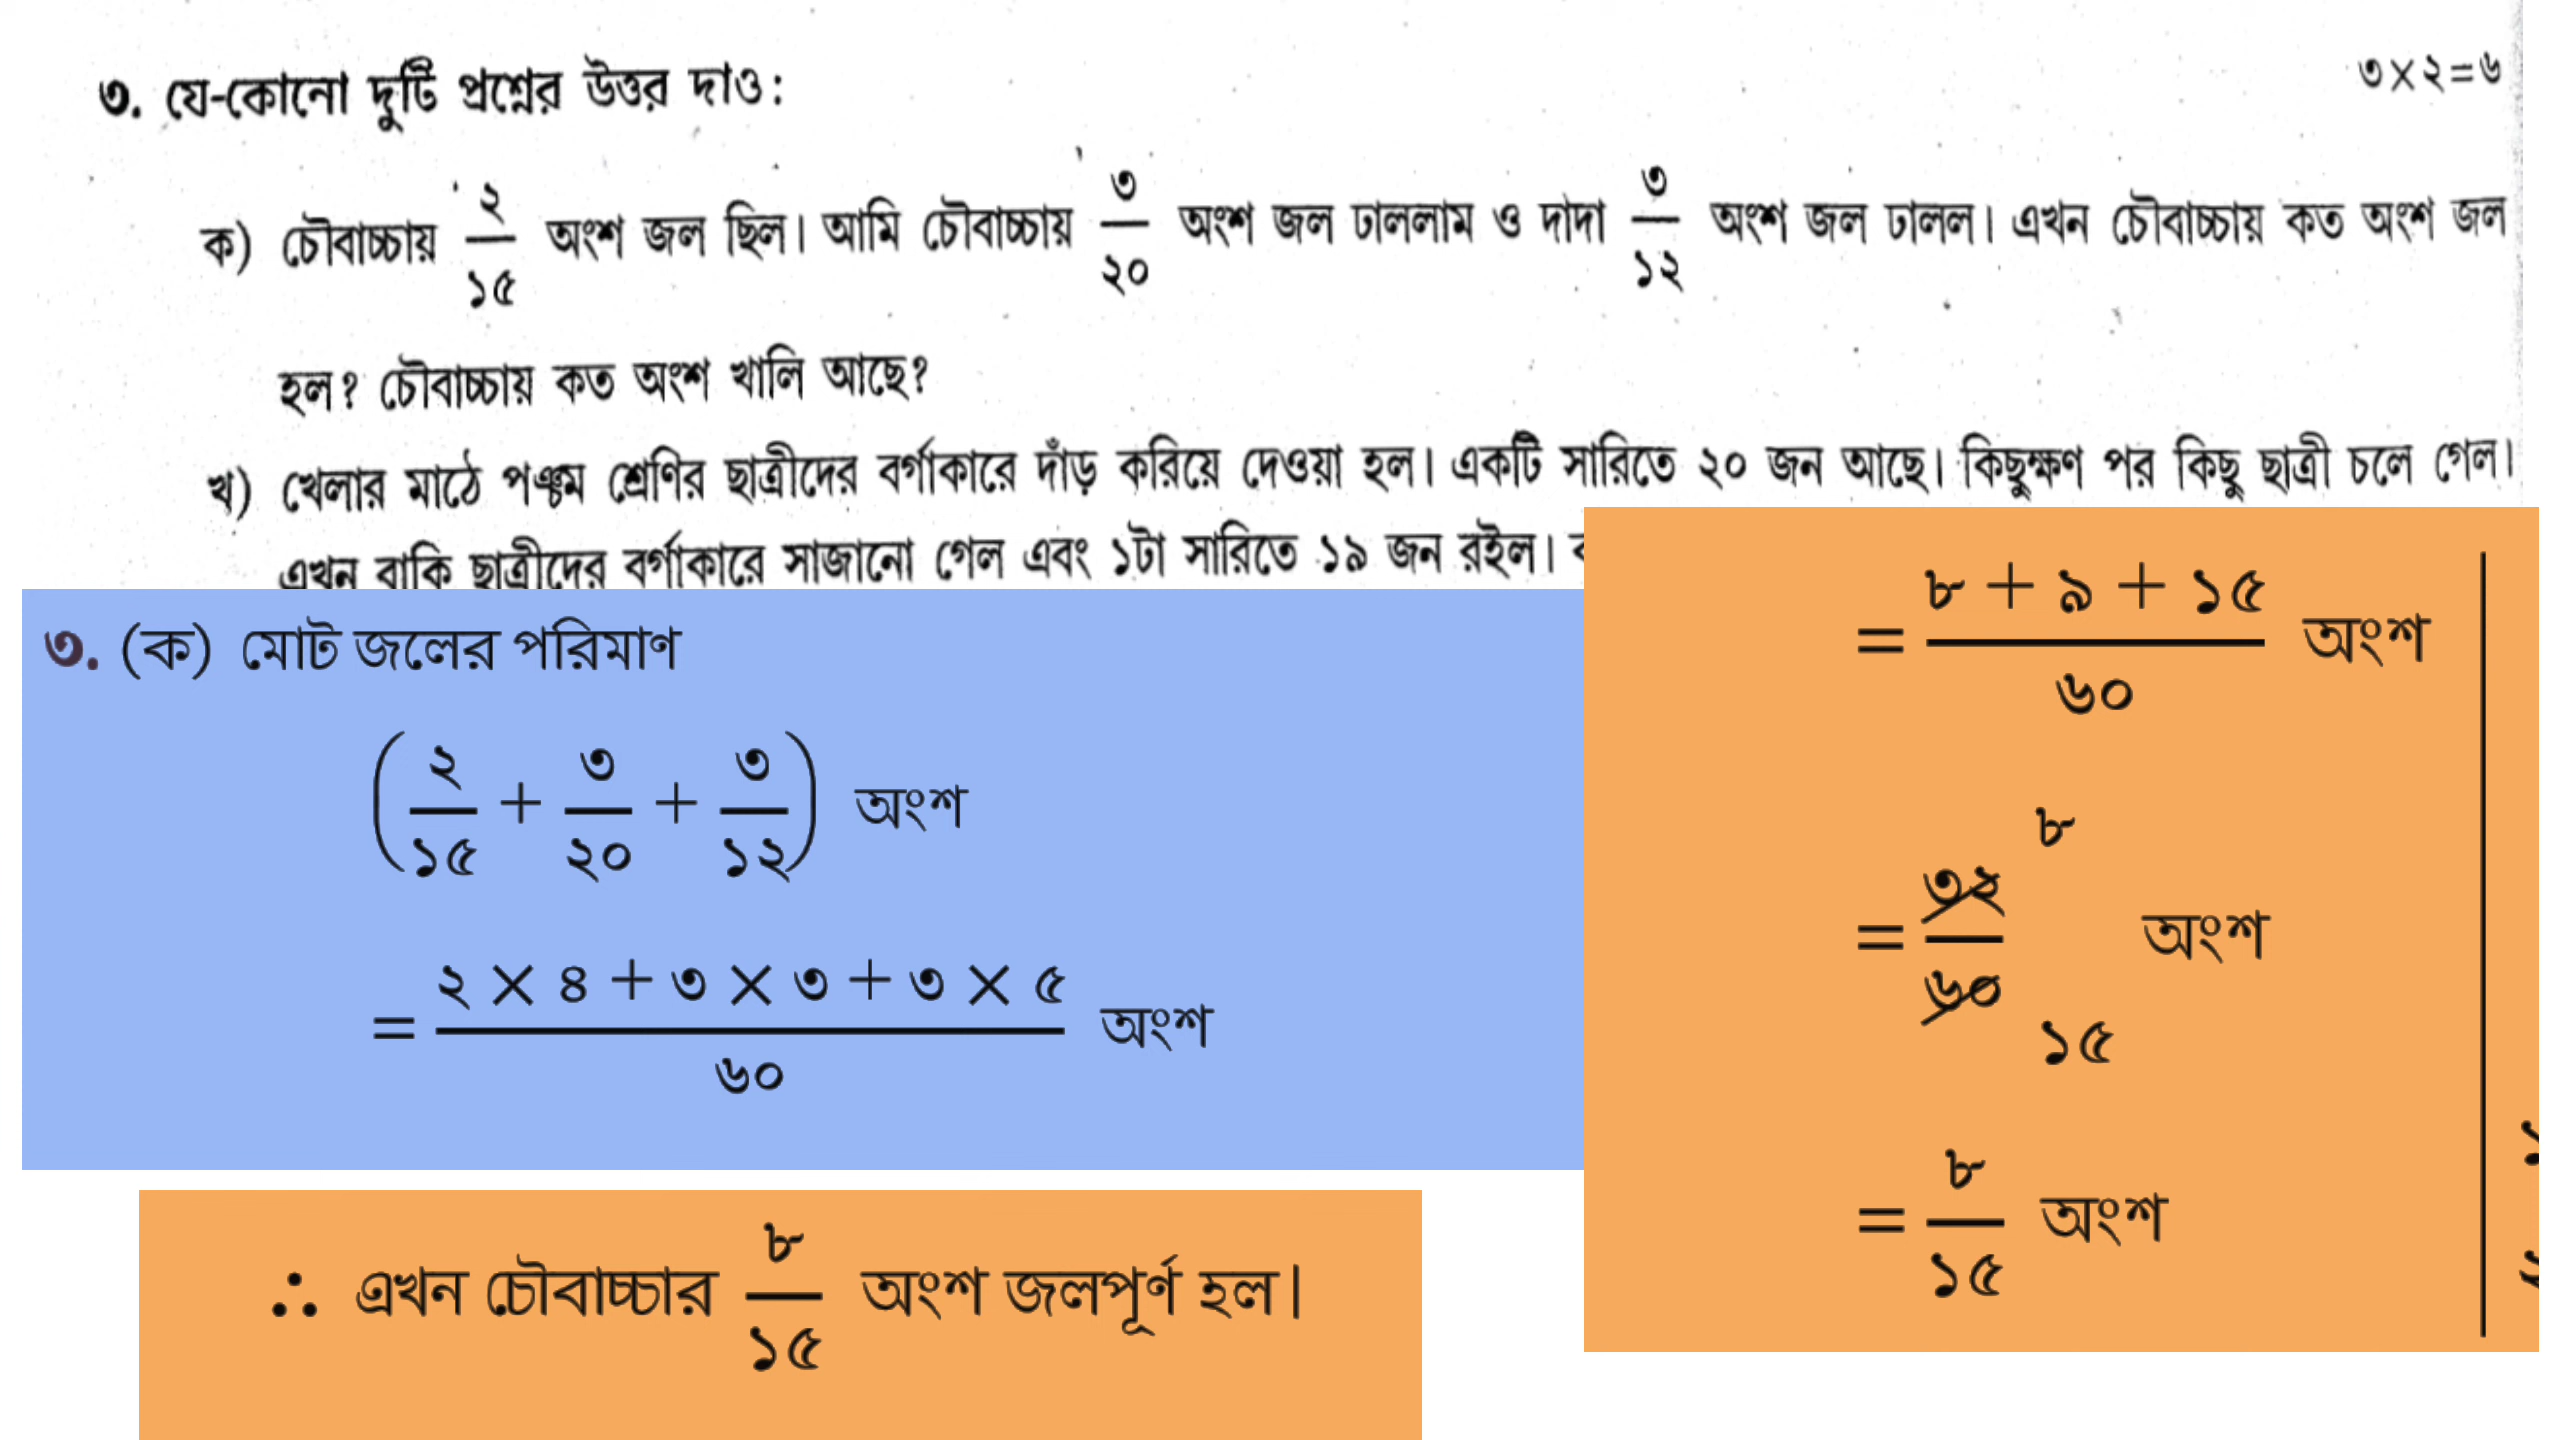 ৩. যে-কোনো দুটি প্রশ্নের উত্তর দাও: ৩×২=৬
ক) চৌবাচ্চায় ২/১৫ অংশ জল ছিল। আমি চৌবাচ্চায় ৩/২০ অংশ জল ঢাললাম ও দাদা ৩/১২ অংশ জল ঢালল। এখন চৌবাচ্চায় কত অংশ জল
হল? চৌবাচ্চায় কত অংশ খালি আছে?
খ) খেলার মাঠে পঞ্চম শ্রেণির ছাত্রীদের বর্গাকারে দাঁড় করিয়ে দেওয়া হল। একটি সারিতে ২০ জন আছে। কিছুক্ষণ পর কিছু ছাত্রী চলে গেল।
এখন বাকি ছাত্রীদের বর্গাকারে সাজানো গেল এবং ১টা সারিতে ১৯ জন রইল।
৩. (ক) মোট জলের পরিমাণ
(২/১৫ + ৩/২০ + ৩/১২) অংশ
= (২ × ৪ + ৩ × ৩ + ৩ × ৫)/৬০ অংশ
= (৮ + ৯ + ১৫)/৬০ অংশ
৮
= ৩২/৬০ অংশ
১৫
= ৮/১৫ অংশ
∴ এখন চৌবাচ্চার ৮/১৫ অংশ জলপূর্ণ হল।